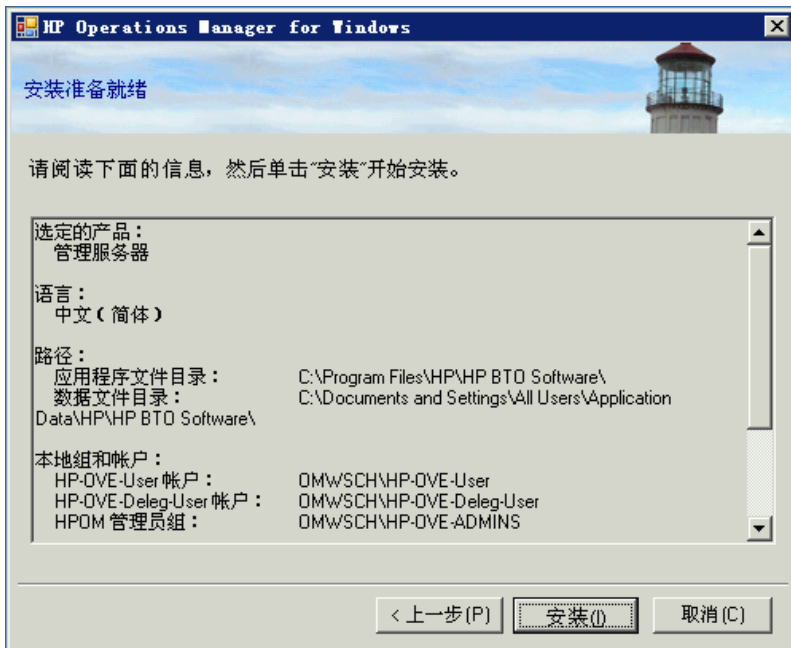 HP Operations Manager for Windows
安装准备就绪
请阅读下面的信息，然后单击“安装”开始安装。
选定的产品：
管理服务器
语言：
中文（简体）
路径：
应用程序文件目录： C:\Program Files\HP\HP BTO Software\
数据文件目录： C:\Documents and Settings\All Users\Application
Data\HP\HP BTO Software\
本地组和帐户：
HP-OVE-User 帐户： OMWSCH\HP-OVE-User
HP-OVE-Deleg-User 帐户： OMWSCH\HP-OVE-Deleg-User
HPOM 管理员组： OMWSCH\HP-OVE-ADMINS
< 上一步(P) 安装(I) 取消(C)